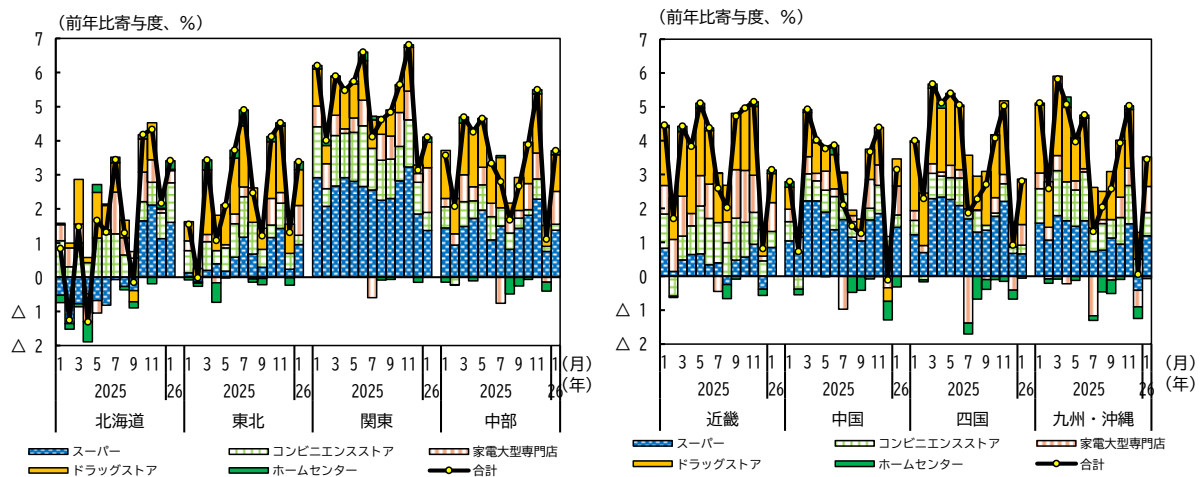 (前年比寄与度、%)
7
6
5
4
3
2
1
0
△ 1
△ 2
1 3 5 7 9 11 1 1 3 5 7 9 11 1 1 3 5 7 9 11 1 1 3 5 7 9 11 1 (月)
2025 26 2025 26 2025 26 2025 26 (年)
北海道 東北 関東 中部
スーパー コンビニエンスストア 家電大型専門店
ドラッグストア ホームセンター 合計
(前年比寄与度、%)
7
6
5
4
3
2
1
0
△ 1
△ 2
1 3 5 7 9 11 1 1 3 5 7 9 11 1 1 3 5 7 9 11 1 1 3 5 7 9 11 1 (月)
2025 26 2025 26 2025 26 2025 26 (年)
近畿 中国 四国 九州・沖縄
スーパー コンビニエンスストア 家電大型専門店
ドラッグストア ホームセンター 合計